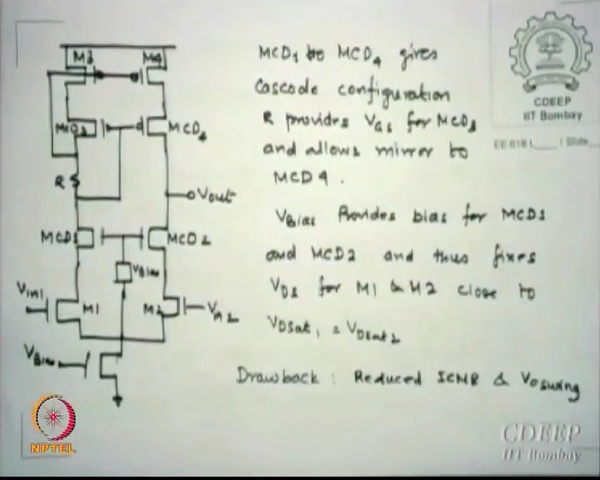 M3
M4
MCD3
MCD4
R
Vout
MCD1
MCD2
VBias
Vin1
M1
M2
Vin2
VBias
MCD1 to MCD4 gives
Cascode configuration
R provides VGS for MCD3
and allows mirror to
MCD4.
VBias Provides bias for MCD1
and MCD2 and thus fixes
VDS for M1 & M2 close to
VDSat1 & VDSat2
Drawback : Reduced ICMR & Voswing
CDEEP
IIT Bombay
EE 618 L / Slide
NPTEL
CDEEP
IIT Bombay